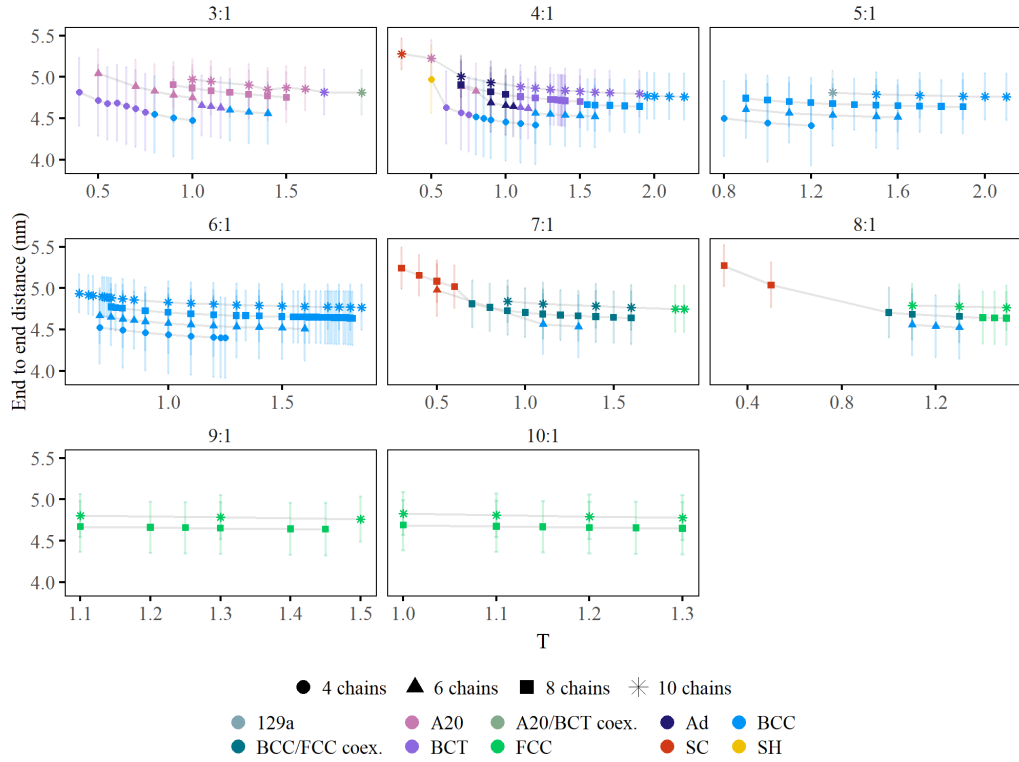 3:1 4:1 5:1
5.5
5.0
4.5
4.0
0.5 1.0 1.5 0.5 1.0 1.5 2.0 0.8 1.2 1.6 2.0
6:1 7:1 8:1
End to end distance (nm)
5.5
5.0
4.5
4.0
1.0 1.5 0.5 1.0 1.5 0.4 0.8 1.2
9:1 10:1
5.5
5.0
4.5
4.0
1.1 1.2 1.3 1.4 1.5 1.0 1.1 1.2 1.3
T
4 chains 6 chains 8 chains 10 chains
129a A20 A20/BCT coex. Ad BCC
BCC/FCC coex. BCT FCC SC SH